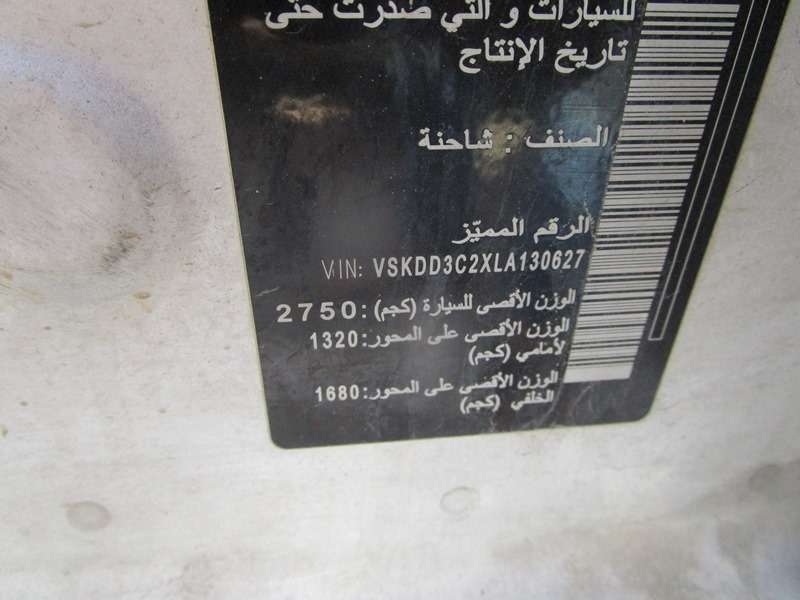 للسيارات و التي صدرت حتى
تاريخ الإنتاج
الصنف : شاحنة
الرقم المميّز
VIN: VSKDD3C2XLA130627
الوزن الأقصى للسيارة (كجم):2750
الوزن الأقصى على المحور:1320
لأمامي (كجم)
الوزن الأقصى على المحور:1680
الخلفي (كجم)